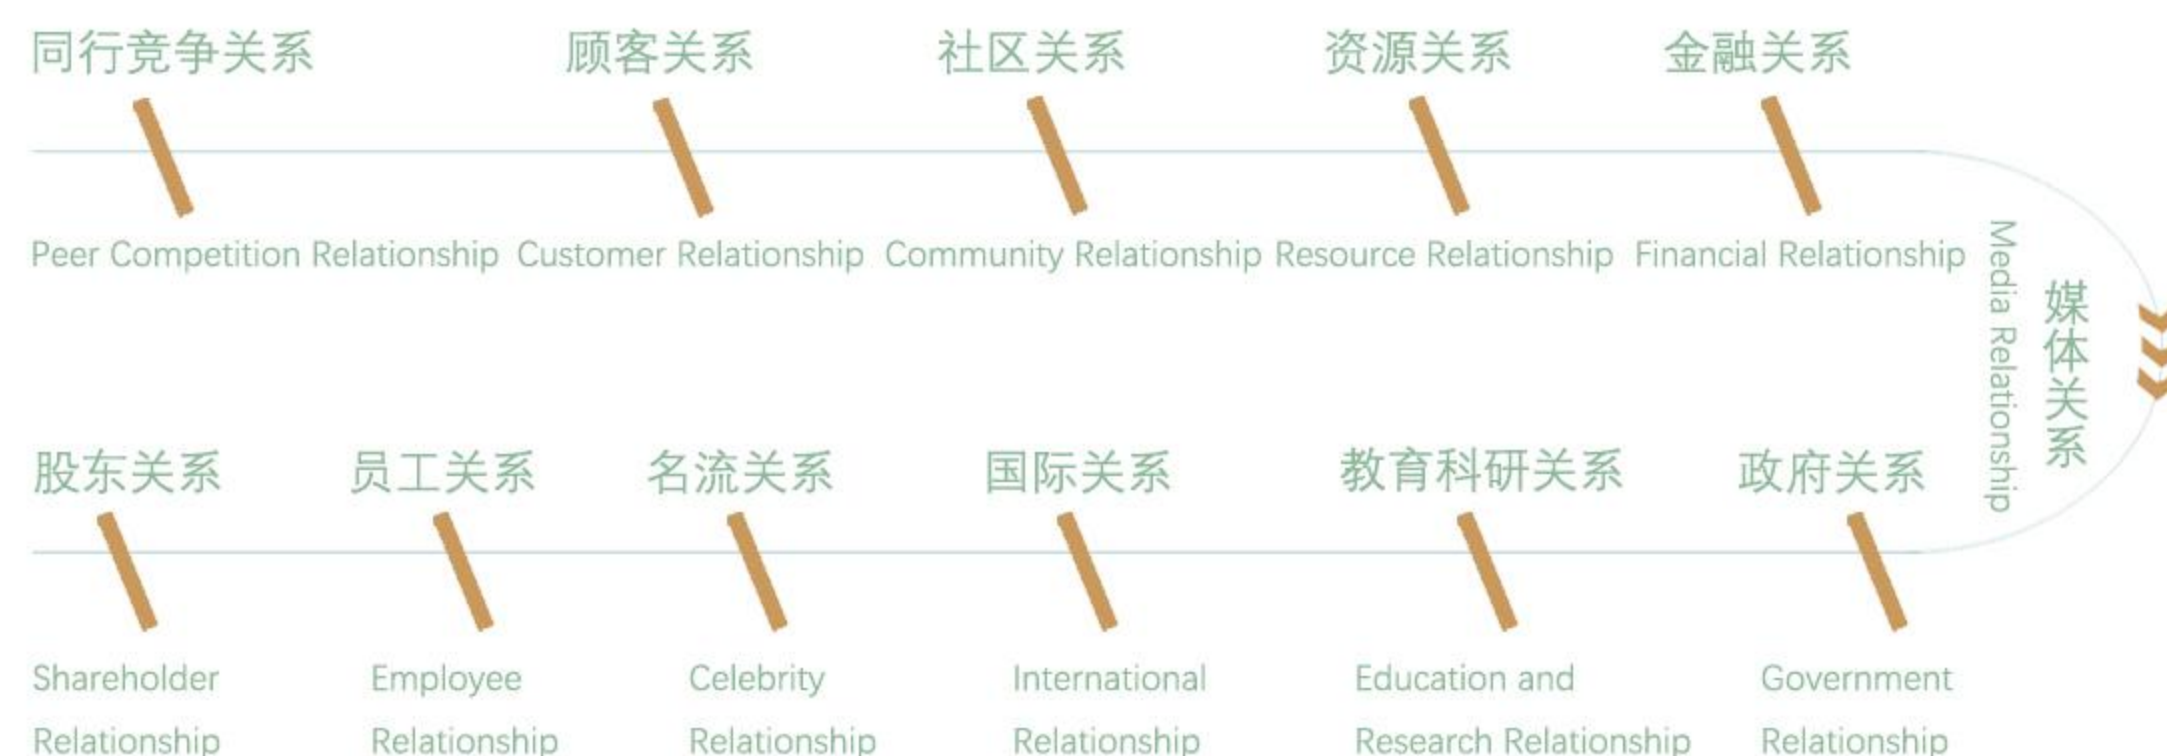 同行竞争关系 顾客关系 社区关系 资源关系 金融关系
Peer Competition Relationship Customer Relationship Community Relationship Resource Relationship Financial Relationship
Media Relationship
媒体关系
股东关系 员工关系 名流关系 国际关系 教育科研关系 政府关系
Shareholder Employee Celebrity International Education and Government
Relationship Relationship Relationship Relationship Research Relationship Relationship